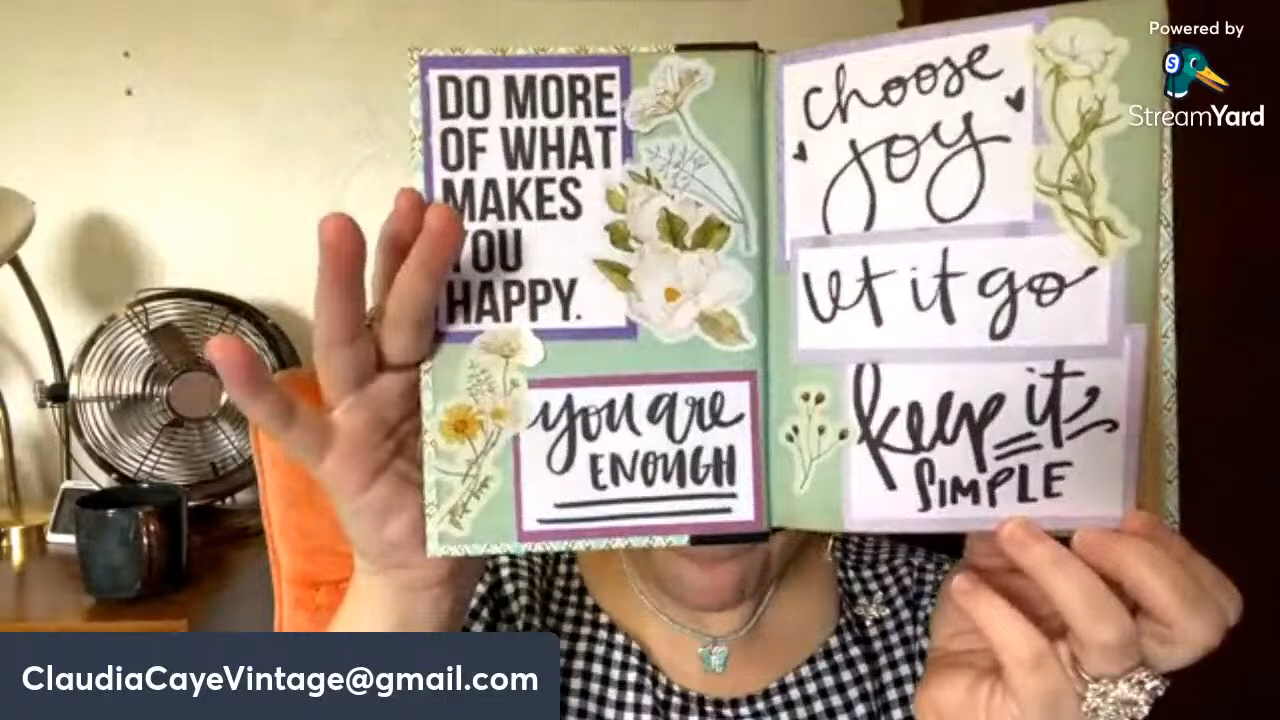 Powered by
StreamYard
DO MORE
OF WHAT
MAKES
YOU
HAPPY.
you are
ENOUGH
choose
joy
let it go
keep it
SIMPLE
ClaudiaCayeVintage@gmail.com